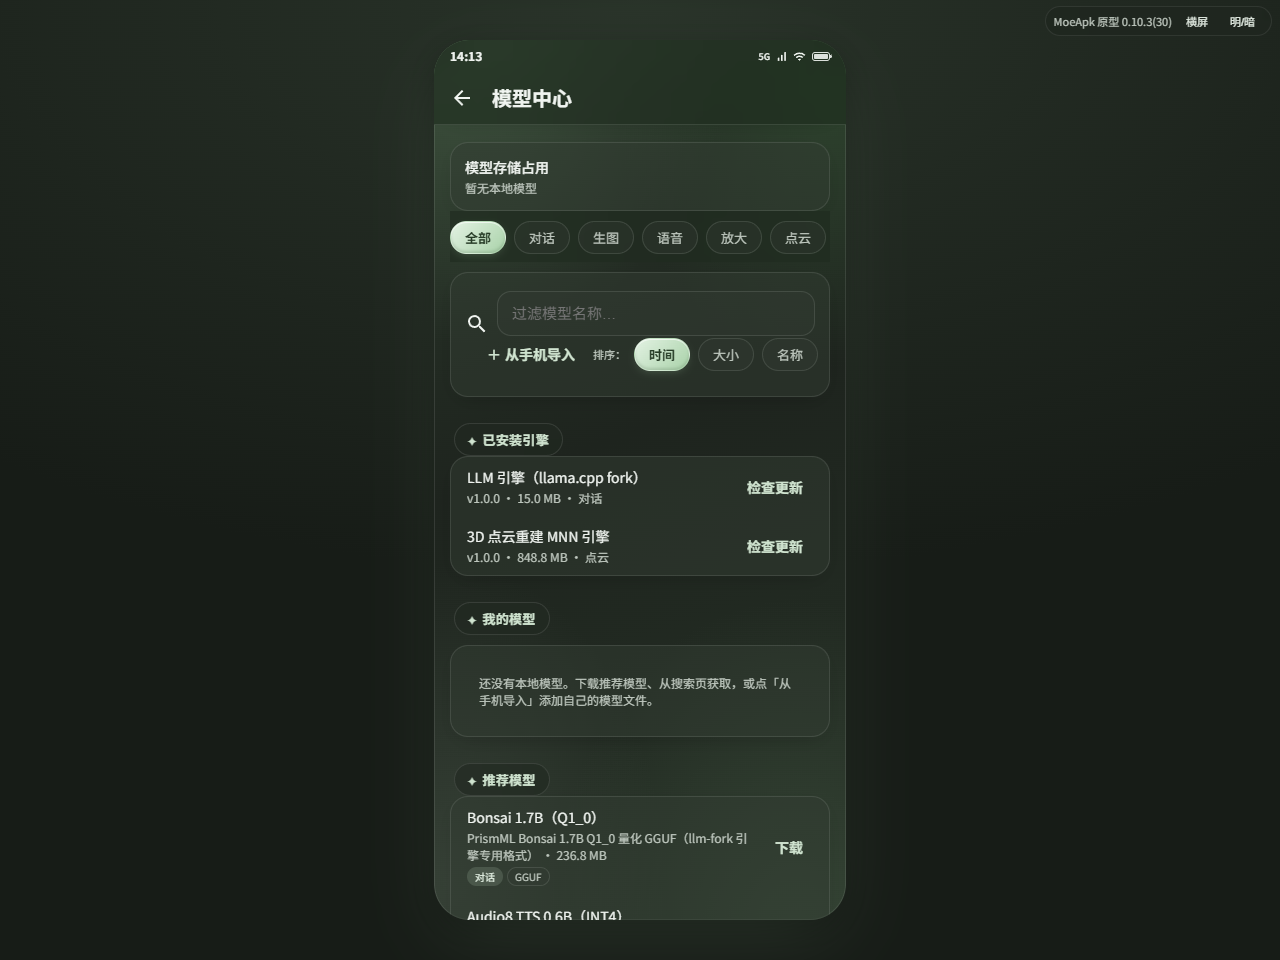 MoeApk 原型 0.10.3(30) 横屏 明/暗
14:13 5G
模型中心
模型存储占用
暂无本地模型
全部 对话 生图 语音 放大 点云
过滤模型名称...
从手机导入 排序: 时间 大小 名称
已安装引擎
LLM 引擎（llama.cpp fork）
v1.0.0 · 15.0 MB · 对话
检查更新
3D 点云重建 MNN 引擎
v1.0.0 · 848.8 MB · 点云
检查更新
我的模型
还没有本地模型。下载推荐模型、从搜索页获取，或点「从
手机导入」添加自己的模型文件。
推荐模型
Bonsai 1.7B（Q1_0）
PrismML Bonsai 1.7B Q1_0 量化 GGUF（llm-fork 引
擎专用格式） · 236.8 MB
下载
对话 GGUF
Audio8 TTS 0.6B（INT4）